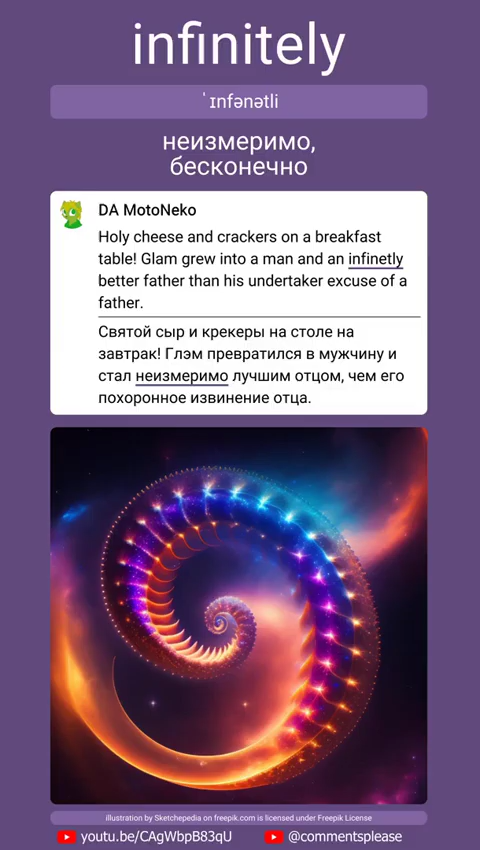 infinitely
ˈɪnfənətli
неизмеримо,
бесконечно
DA MotoNeko
Holy cheese and crackers on a breakfast
table! Glam grew into a man and an infinetly
better father than his undertaker excuse of a
father.
Святой сыр и крекеры на столе на
завтрак! Глэм превратился в мужчину и
стал неизмеримо лучшим отцом, чем его
похоронное извинение отца.
illustration by Sketchepedia on freepik.com is licensed under Freepik License
youtu.be/CAgWbpB83qU @commentsplease